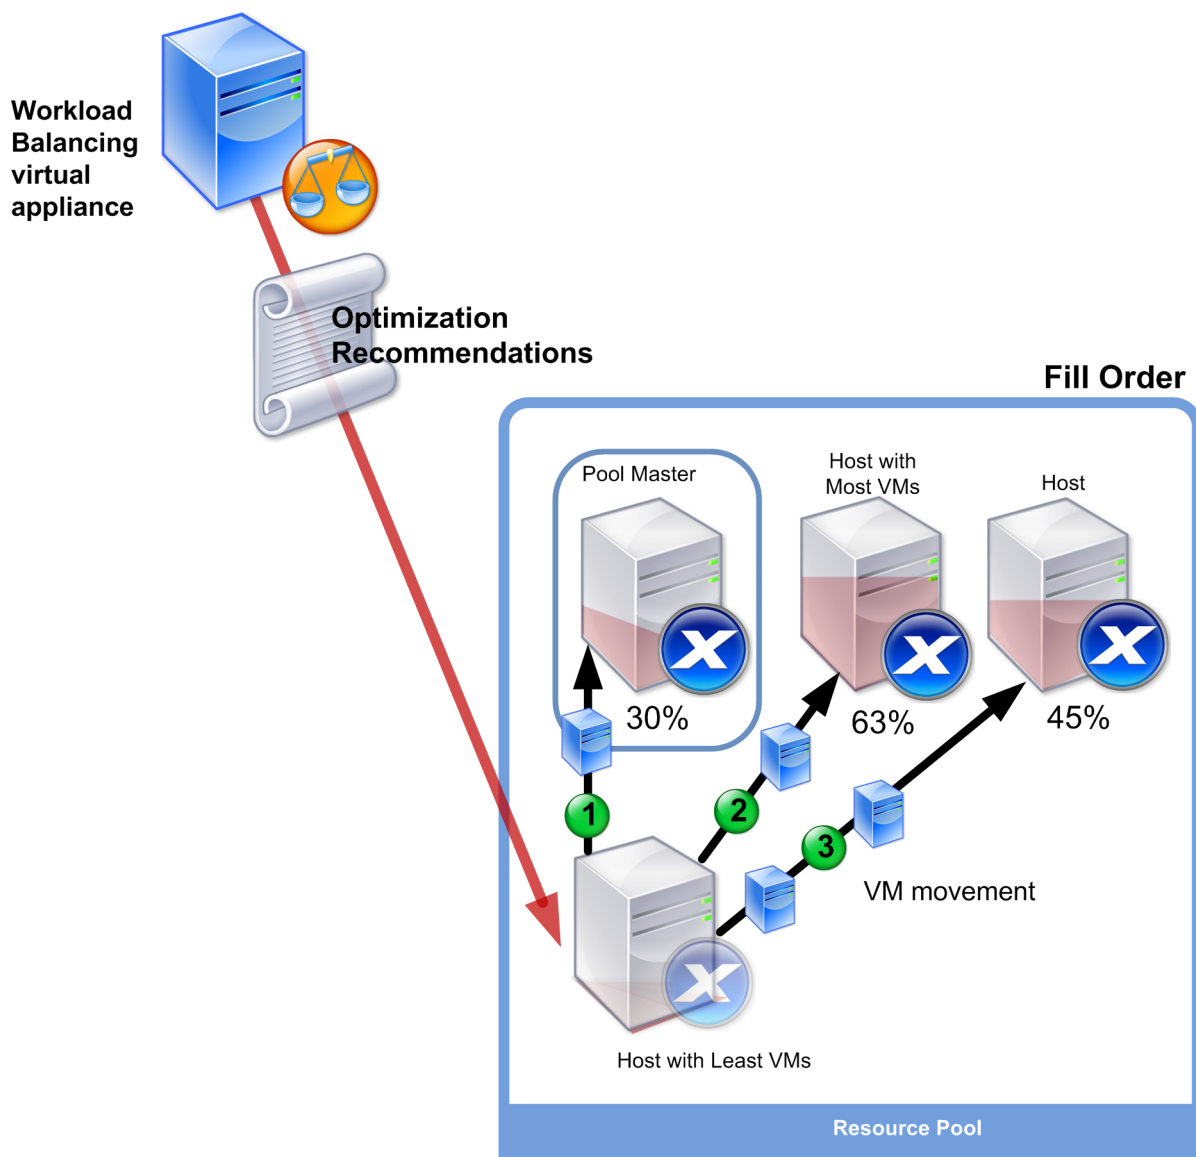 Workload
Balancing
virtual
appliance
Optimization
Recommendations
Fill Order
Pool Master
Host with
Most VMs
Host
X
X
X
30%
63%
45%
1
2
3
VM movement
X
Host with Least VMs
Resource Pool